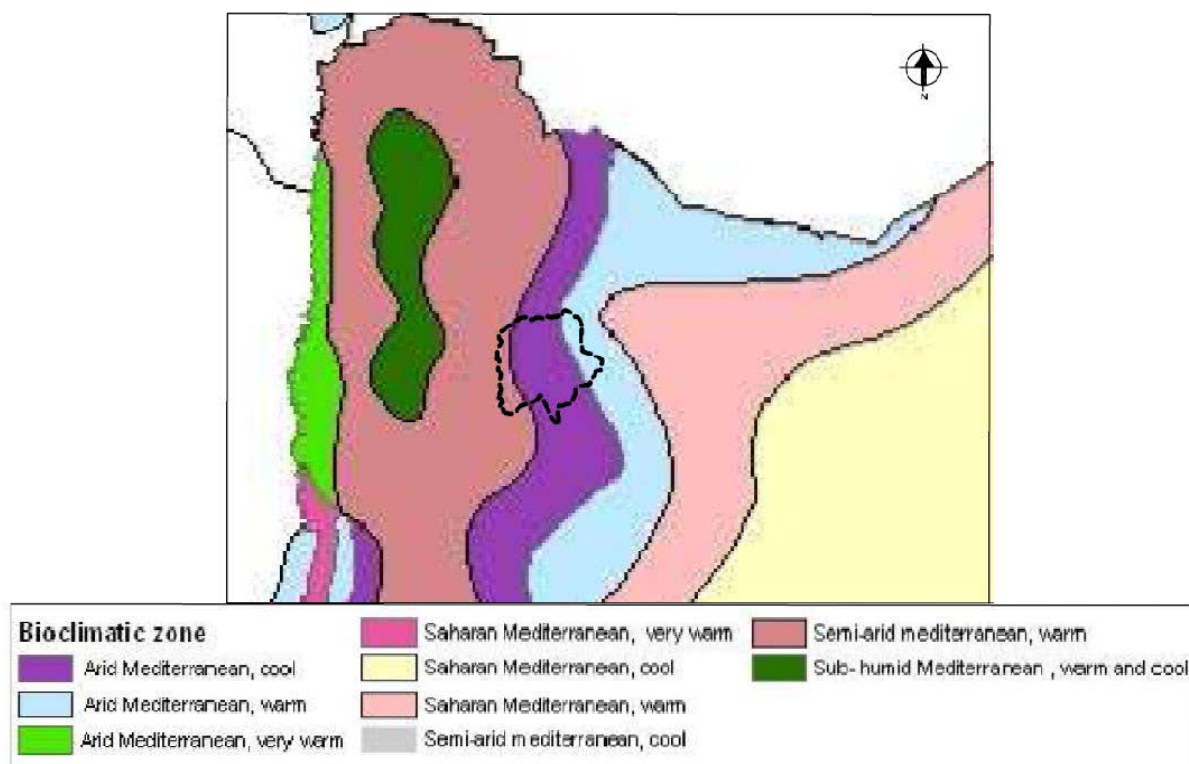 N
Bioclimatic zone
Arid Mediterranean, cool
Arid Mediterranean, warm
Arid Mediterranean, very warm
Saharan Mediterranean, very warm
Saharan Mediterranean, cool
Saharan Mediterranean, warm
Semi-arid mediterranean, cool
Semi-arid mediterranean, warm
Sub-humid Mediterranean , warm and cool